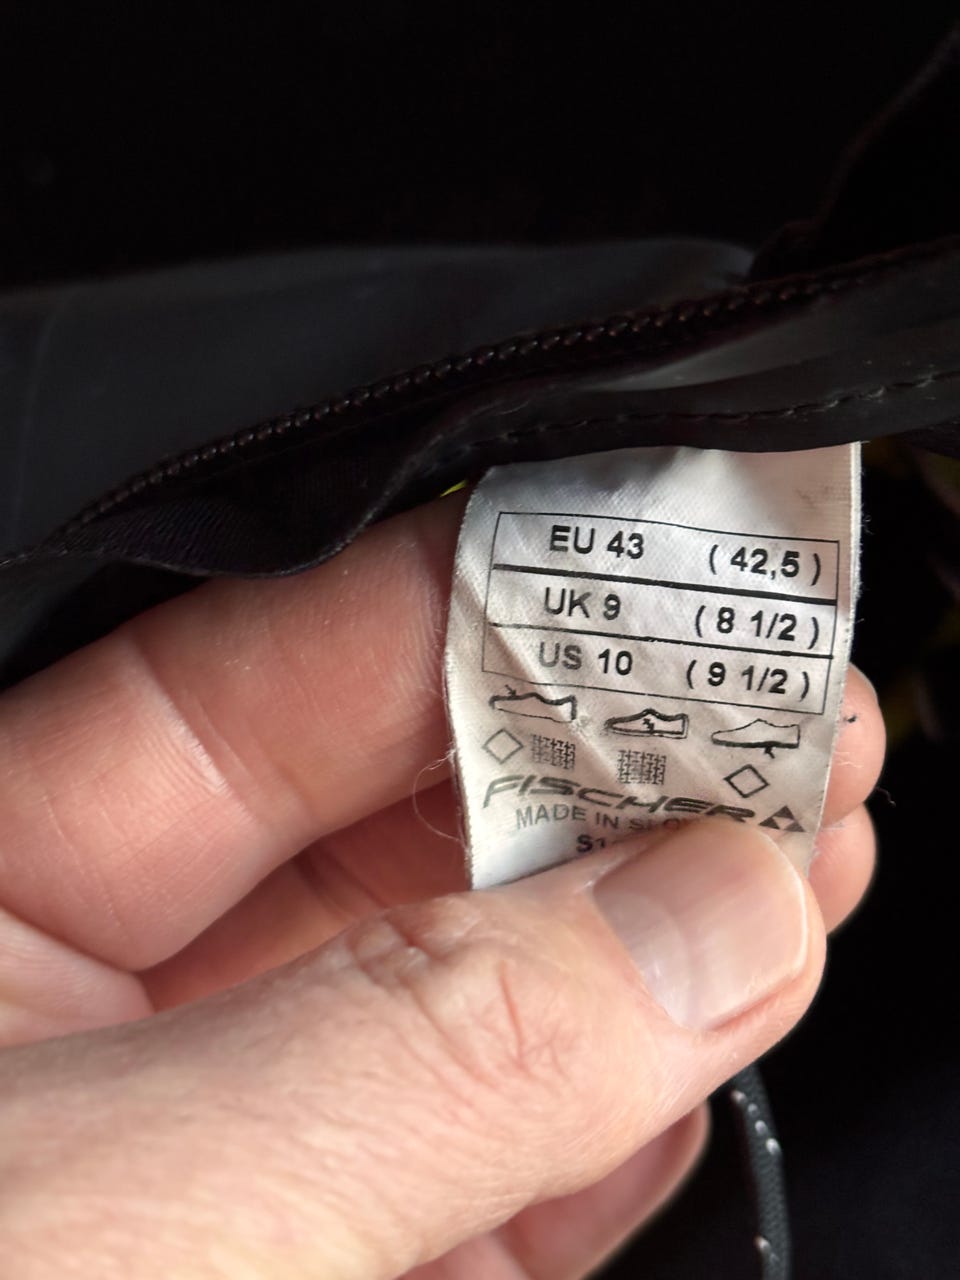 EU 43 ( 42,5 )
UK 9 ( 8 1/2 )
US 10 ( 9 1/2 )
FISCHER
MADE IN